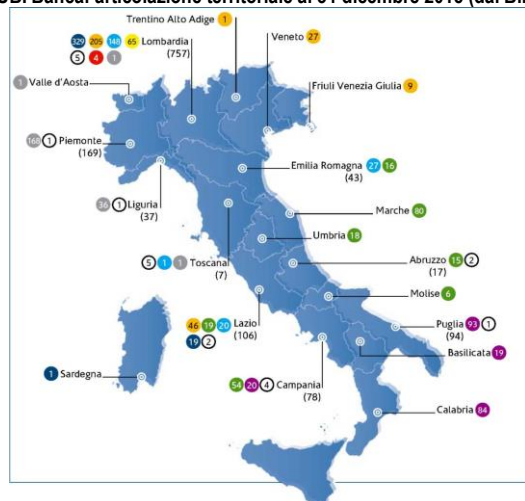 Trentino Alto Adige 1
329 205 148 65 Lombardia
(757)
5 4 1
Veneto 27
1 Valle d'Aosta
Friuli Venezia Giulia 9
168 1 Piemonte
(169)
Emilia Romagna 27 16
(43)
36 1 Liguria
(37)
Marche 80
Umbria 18
5 1 1 Toscana
(7)
Abruzzo 15 2
(17)
Molise 6
46 19 20 Lazio
(106)
19 2
Puglia 93 1
(94)
Basilicata 19
1 Sardegna
54 20 4 Campania
(78)
Calabria 84